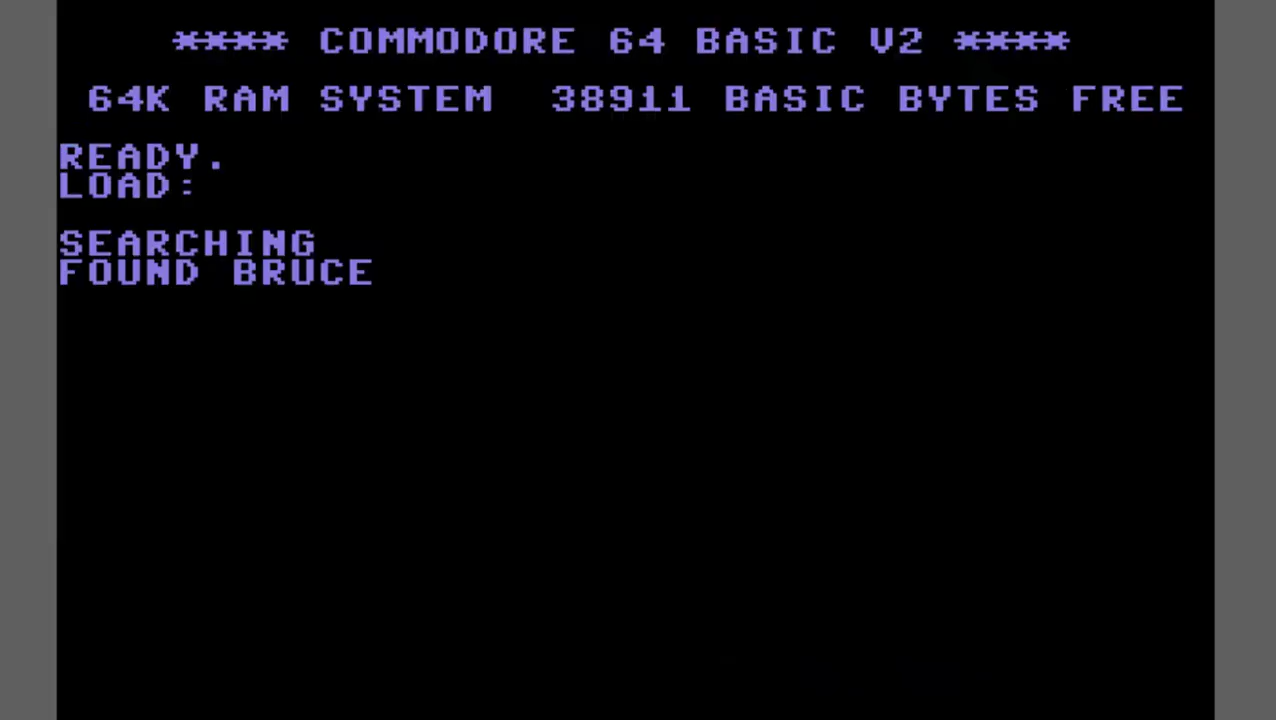 **** COMMODORE 64 BASIC V2 ****
64K RAM SYSTEM  38911 BASIC BYTES FREE
READY.
LOAD:
SEARCHING
FOUND BRUCE